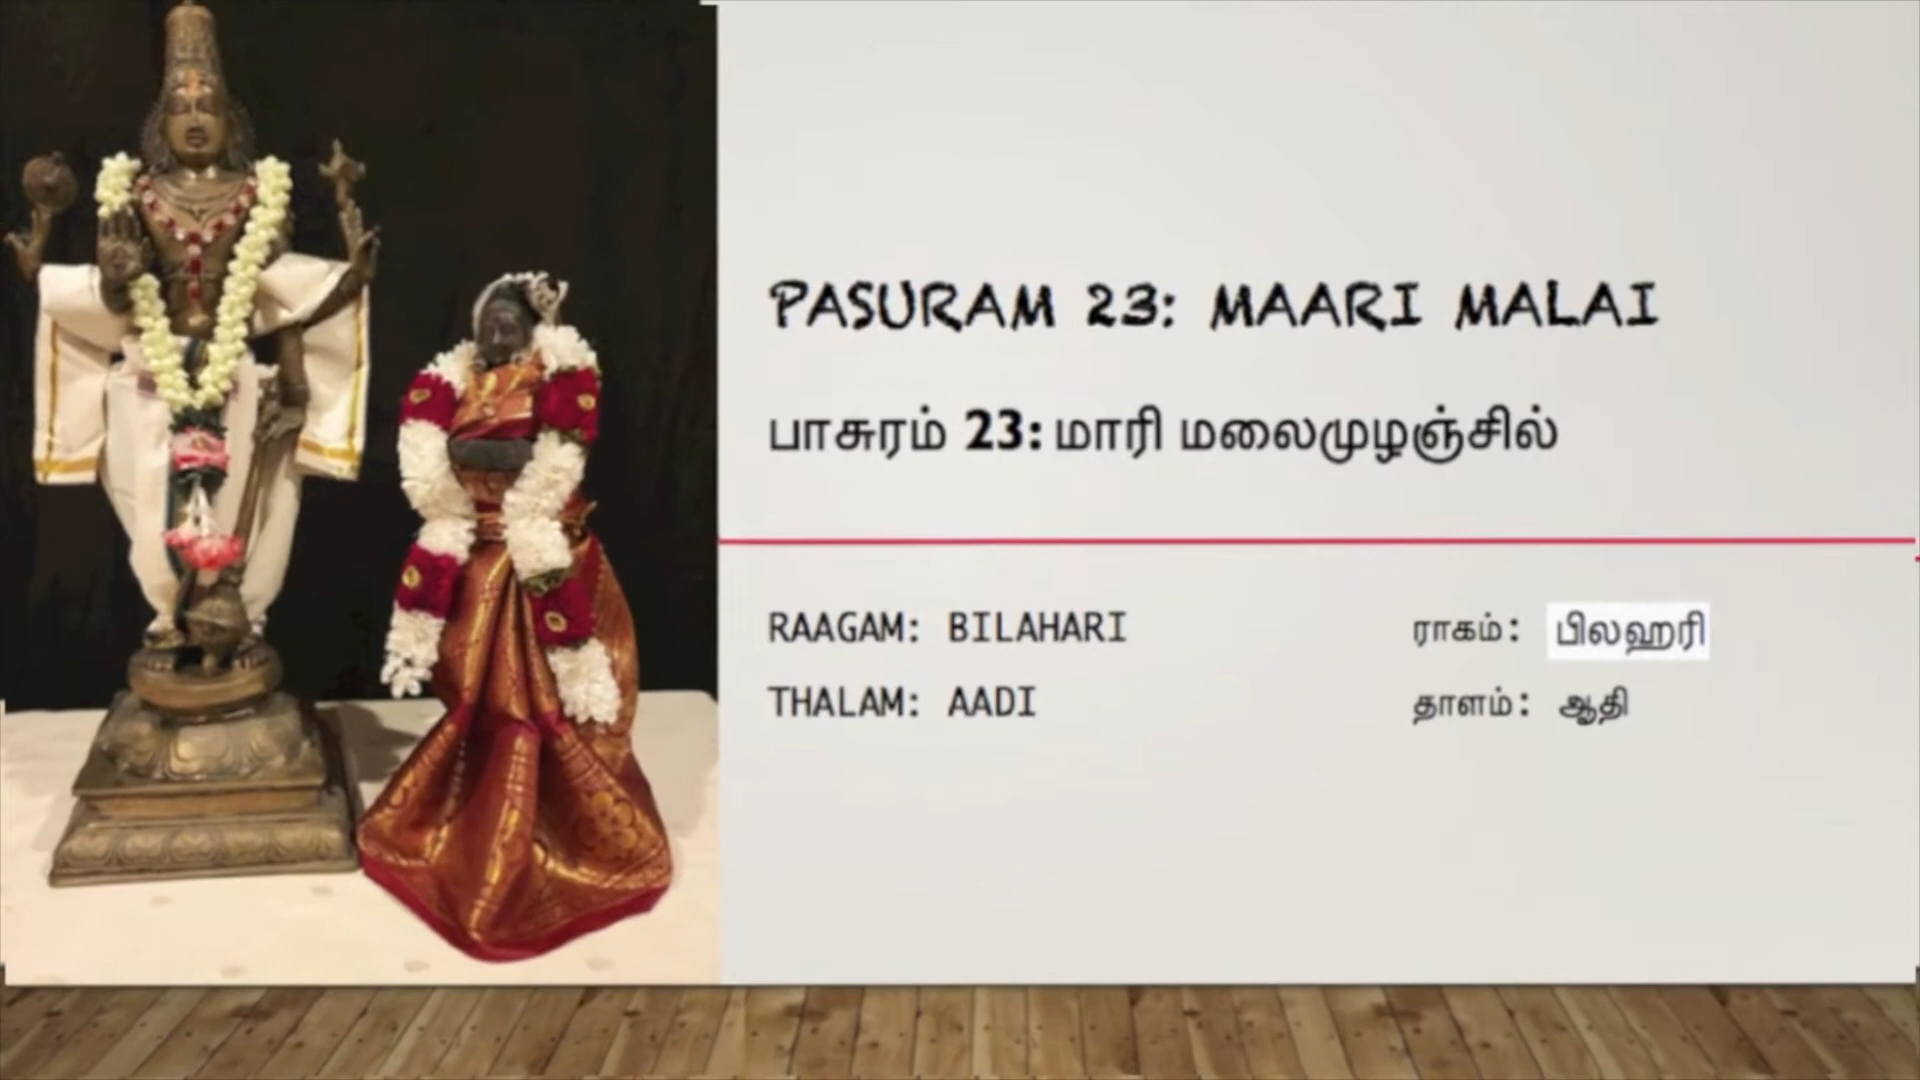 PASURAM 23: MAARI MALAI
பாசுரம் 23: மாரி மலைமுழஞ்சில்
RAAGAM: BILAHARI ராகம்: பிலஹரி
THALAM: AADI தாளம்: ஆதி